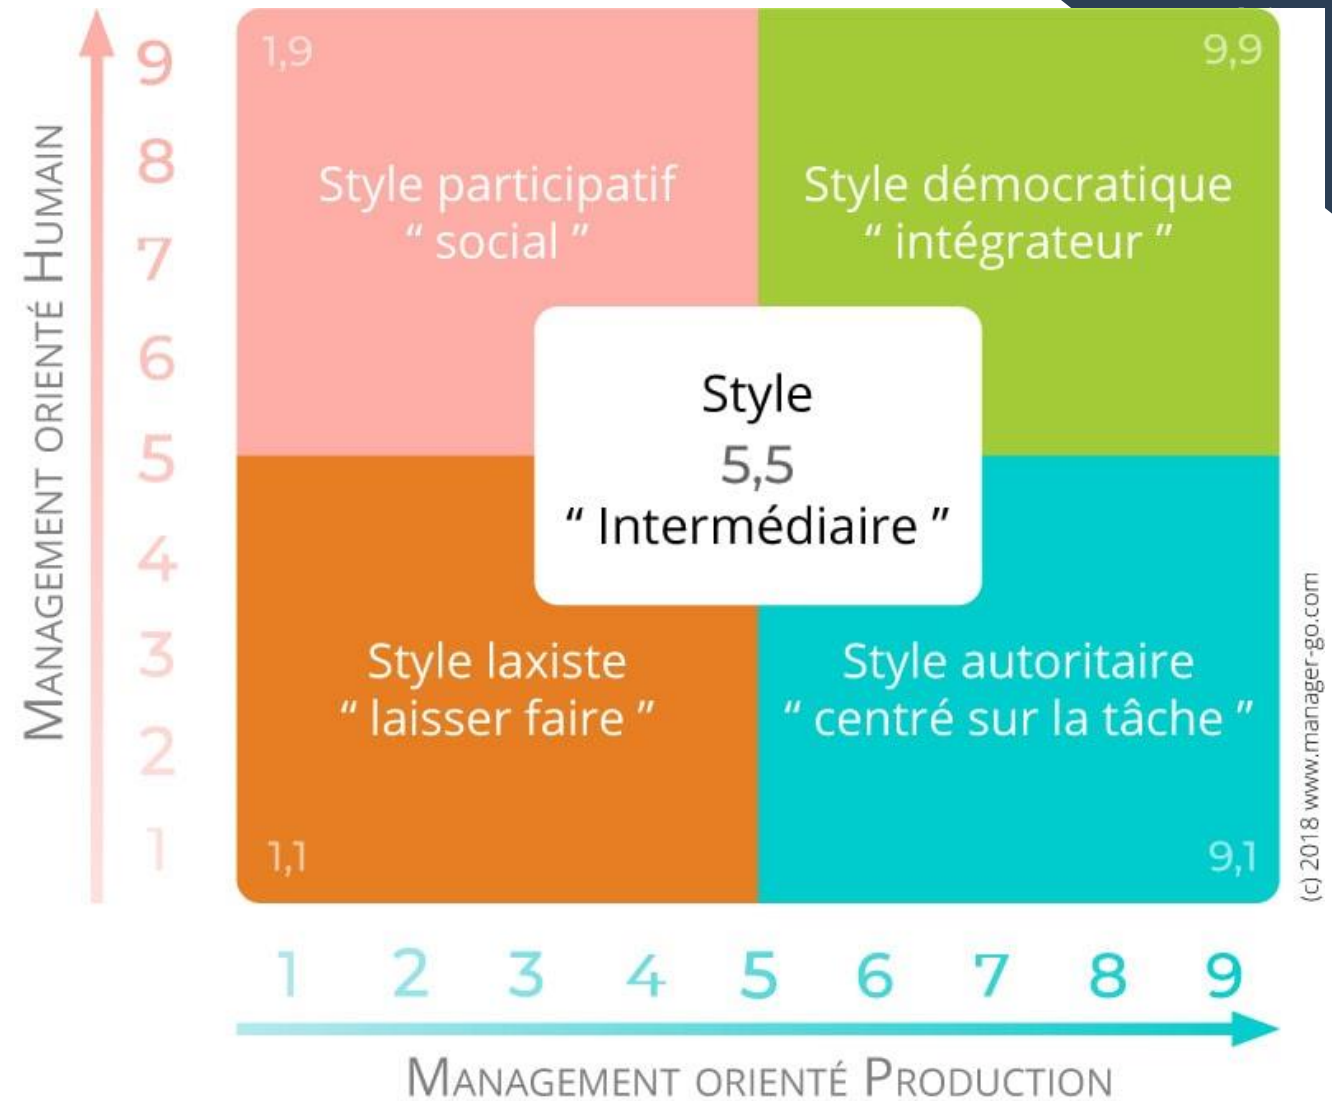 MANAGEMENT ORIENTÉ HUMAIN
9
8
7
6
5
4
3
2
1
1,9
9,9
Style participatif
“ social ”
Style démocratique
“ intégrateur ”
Style
5,5
“ Intermédiaire ”
Style laxiste
“ laisser faire ”
Style autoritaire
“ centré sur la tâche ”
1,1
9,1
1 2 3 4 5 6 7 8 9
MANAGEMENT ORIENTÉ PRODUCTION
(c) 2018 www.manager-go.com